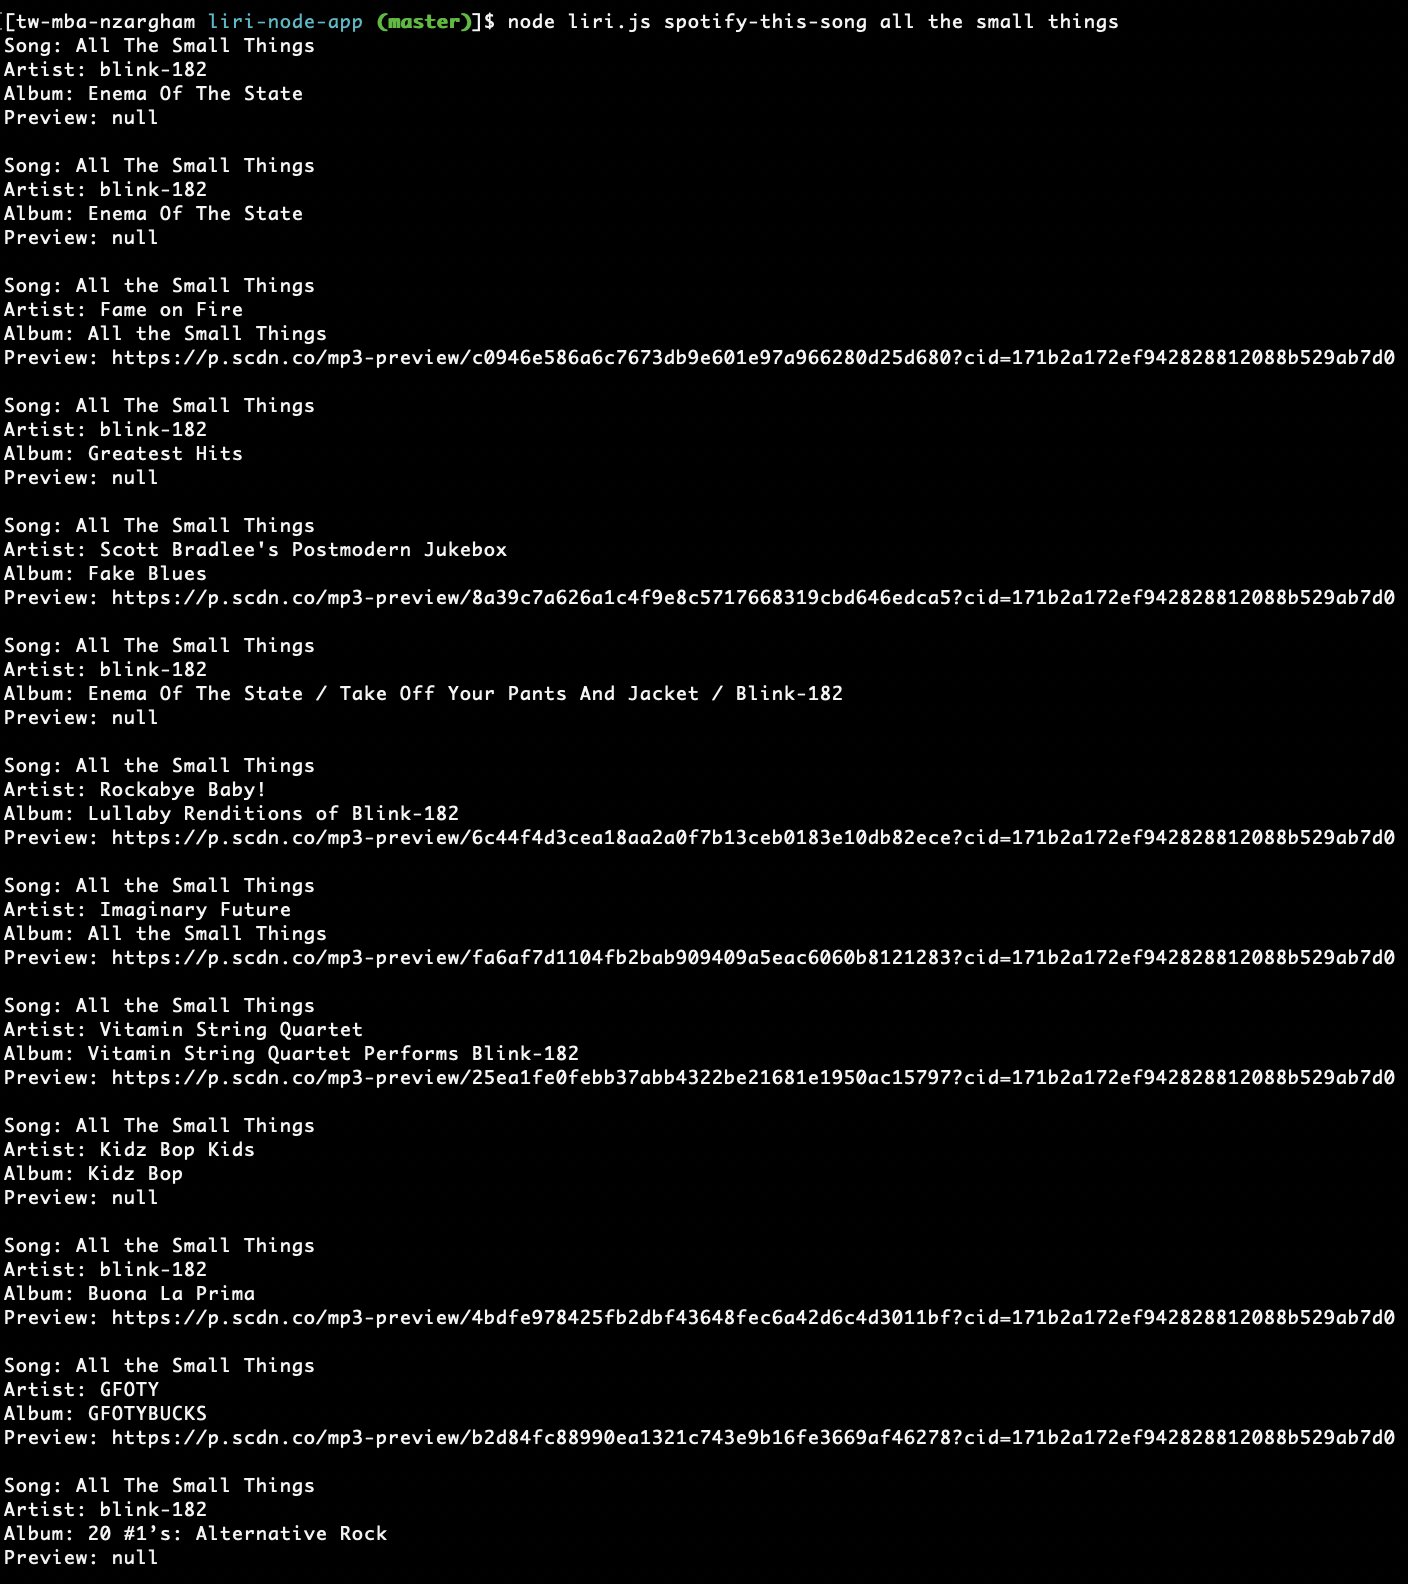 [[tw-mba-nzargham liri-node-app (master)]$ node liri.js spotify-this-song all the small things
Song: All The Small Things
Artist: blink-182
Album: Enema Of The State
Preview: null
Song: All The Small Things
Artist: blink-182
Album: Enema Of The State
Preview: null
Song: All the Small Things
Artist: Fame on Fire
Album: All the Small Things
Preview: https://p.scdn.co/mp3-preview/c0946e586a6c7673db9e601e97a966280d25d680?cid=171b2a172ef942828812088b529ab7d0
Song: All The Small Things
Artist: blink-182
Album: Greatest Hits
Preview: null
Song: All The Small Things
Artist: Scott Bradlee's Postmodern Jukebox
Album: Fake Blues
Preview: https://p.scdn.co/mp3-preview/8a39c7a626a1c4f9e8c5717668319cbd646edca5?cid=171b2a172ef942828812088b529ab7d0
Song: All The Small Things
Artist: blink-182
Album: Enema Of The State / Take Off Your Pants And Jacket / Blink-182
Preview: null
Song: All the Small Things
Artist: Rockabye Baby!
Album: Lullaby Renditions of Blink-182
Preview: https://p.scdn.co/mp3-preview/6c44f4d3cea18aa2a0f7b13ceb0183e10db82ece?cid=171b2a172ef942828812088b529ab7d0
Song: All the Small Things
Artist: Imaginary Future
Album: All the Small Things
Preview: https://p.scdn.co/mp3-preview/fa6af7d1104fb2bab909409a5eac6060b8121283?cid=171b2a172ef942828812088b529ab7d0
Song: All the Small Things
Artist: Vitamin String Quartet
Album: Vitamin String Quartet Performs Blink-182
Preview: https://p.scdn.co/mp3-preview/25ea1fe0febb37abb4322be21681e1950ac15797?cid=171b2a172ef942828812088b529ab7d0
Song: All The Small Things
Artist: Kidz Bop Kids
Album: Kidz Bop
Preview: null
Song: All the Small Things
Artist: blink-182
Album: Buona La Prima
Preview: https://p.scdn.co/mp3-preview/4bdfe978425fb2dbf43648fec6a42d6c4d3011bf?cid=171b2a172ef942828812088b529ab7d0
Song: All the Small Things
Artist: GFOTY
Album: GFOTYBUCKS
Preview: https://p.scdn.co/mp3-preview/b2d84fc88990ea1321c743e9b16fe3669af46278?cid=171b2a172ef942828812088b529ab7d0
Song: All The Small Things
Artist: blink-182
Album: 20 #1’s: Alternative Rock
Preview: null